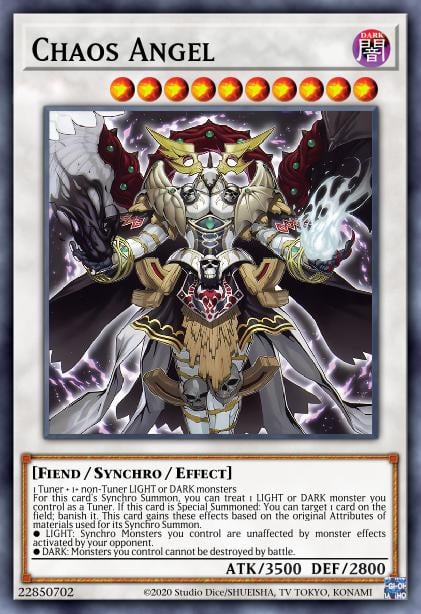 Chaos Angel
DARK
闇
[Fiend / Synchro / Effect]
1 Tuner + 1+ non-Tuner LIGHT or DARK monsters
For this card's Synchro Summon, you can treat 1 LIGHT or DARK monster you
control as a Tuner. If this card is Special Summoned: You can target 1 card on the
field; banish it. This card gains these effects based on the original Attributes of
materials used for its Synchro Summon.
● LIGHT: Synchro Monsters you control are unaffected by monster effects
activated by your opponent.
● DARK: Monsters you control cannot be destroyed by battle.
ATK/3500 DEF/2800
22850702 ©2020 Studio Dice/SHUEISHA, TV TOKYO, KONAMI